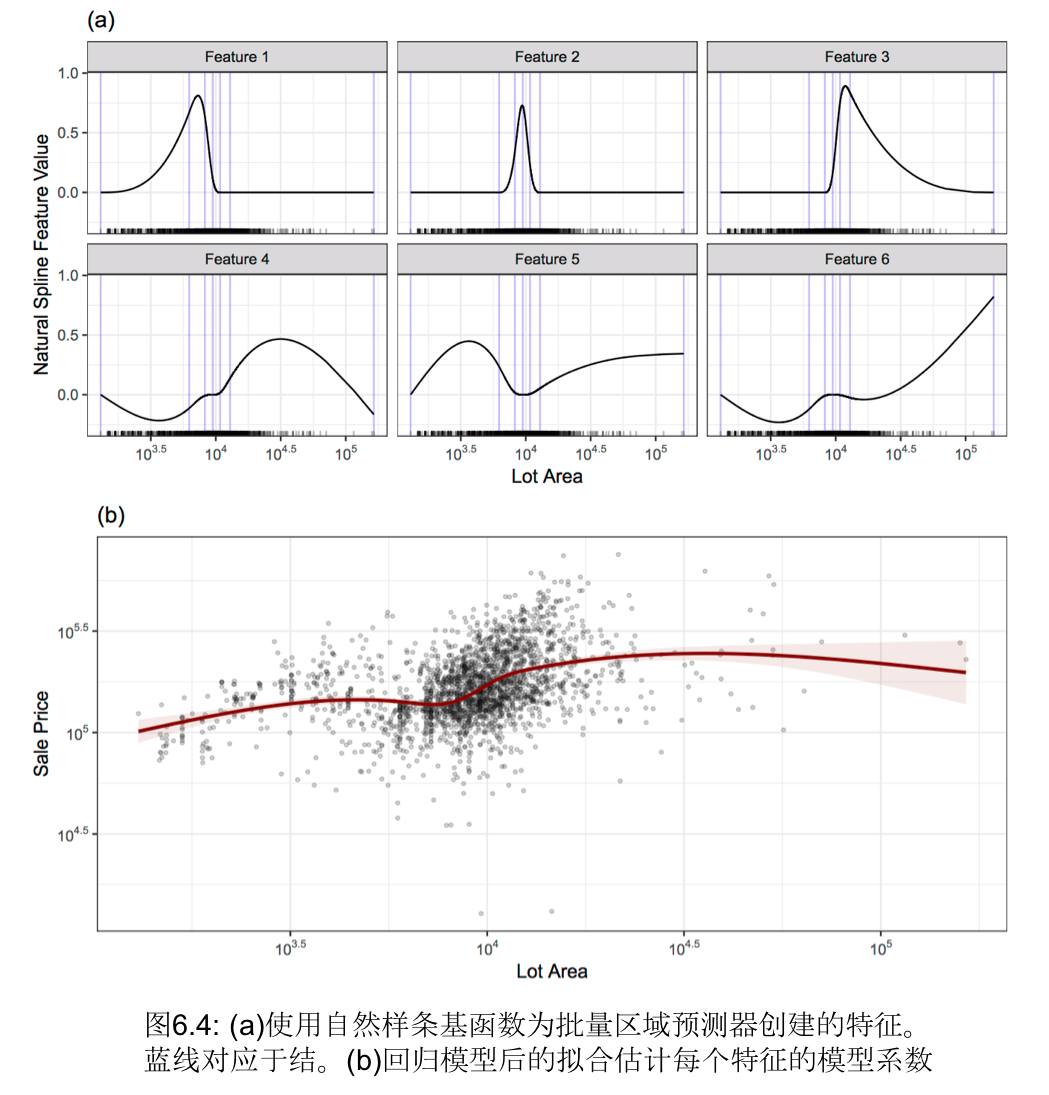 (a)
Feature 1 Feature 2 Feature 3
1.0
0.5
0.0
Feature 4 Feature 5 Feature 6
1.0
0.5
0.0
Natural Spline Feature Value
10^3.5 10^4 10^4.5 10^5 10^3.5 10^4 10^4.5 10^5 10^3.5 10^4 10^4.5 10^5
Lot Area
(b)
10^5.5
10^5
10^4.5
Sale Price
10^3.5 10^4 10^4.5 10^5
Lot Area
图6.4: (a)使用自然样条基函数为批量区域预测器创建的特征。
蓝线对应于结。(b)回归模型后的拟合估计每个特征的模型系数